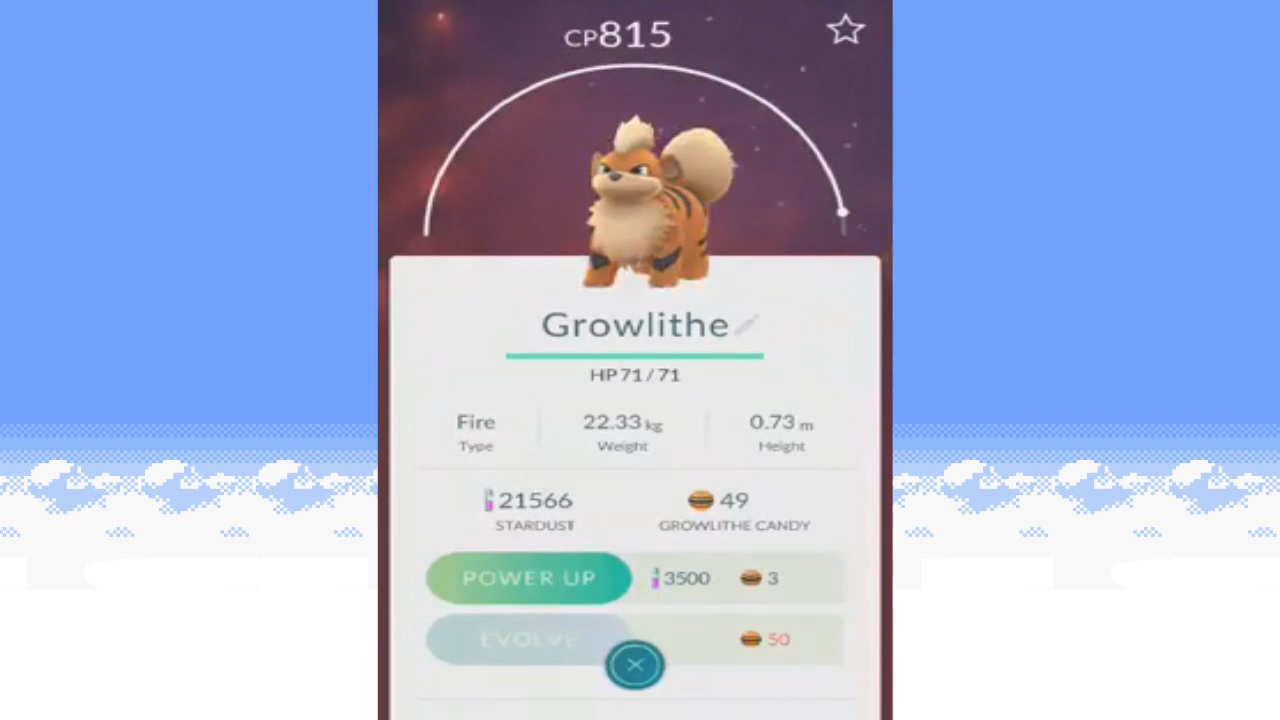 CP815
Growlithe
HP 71 / 71
Fire 22.33 kg 0.73 m
Type Weight Height
21566 49
STARDUST GROWLITHE CANDY
POWER UP 3500 3
EVOLVE 50